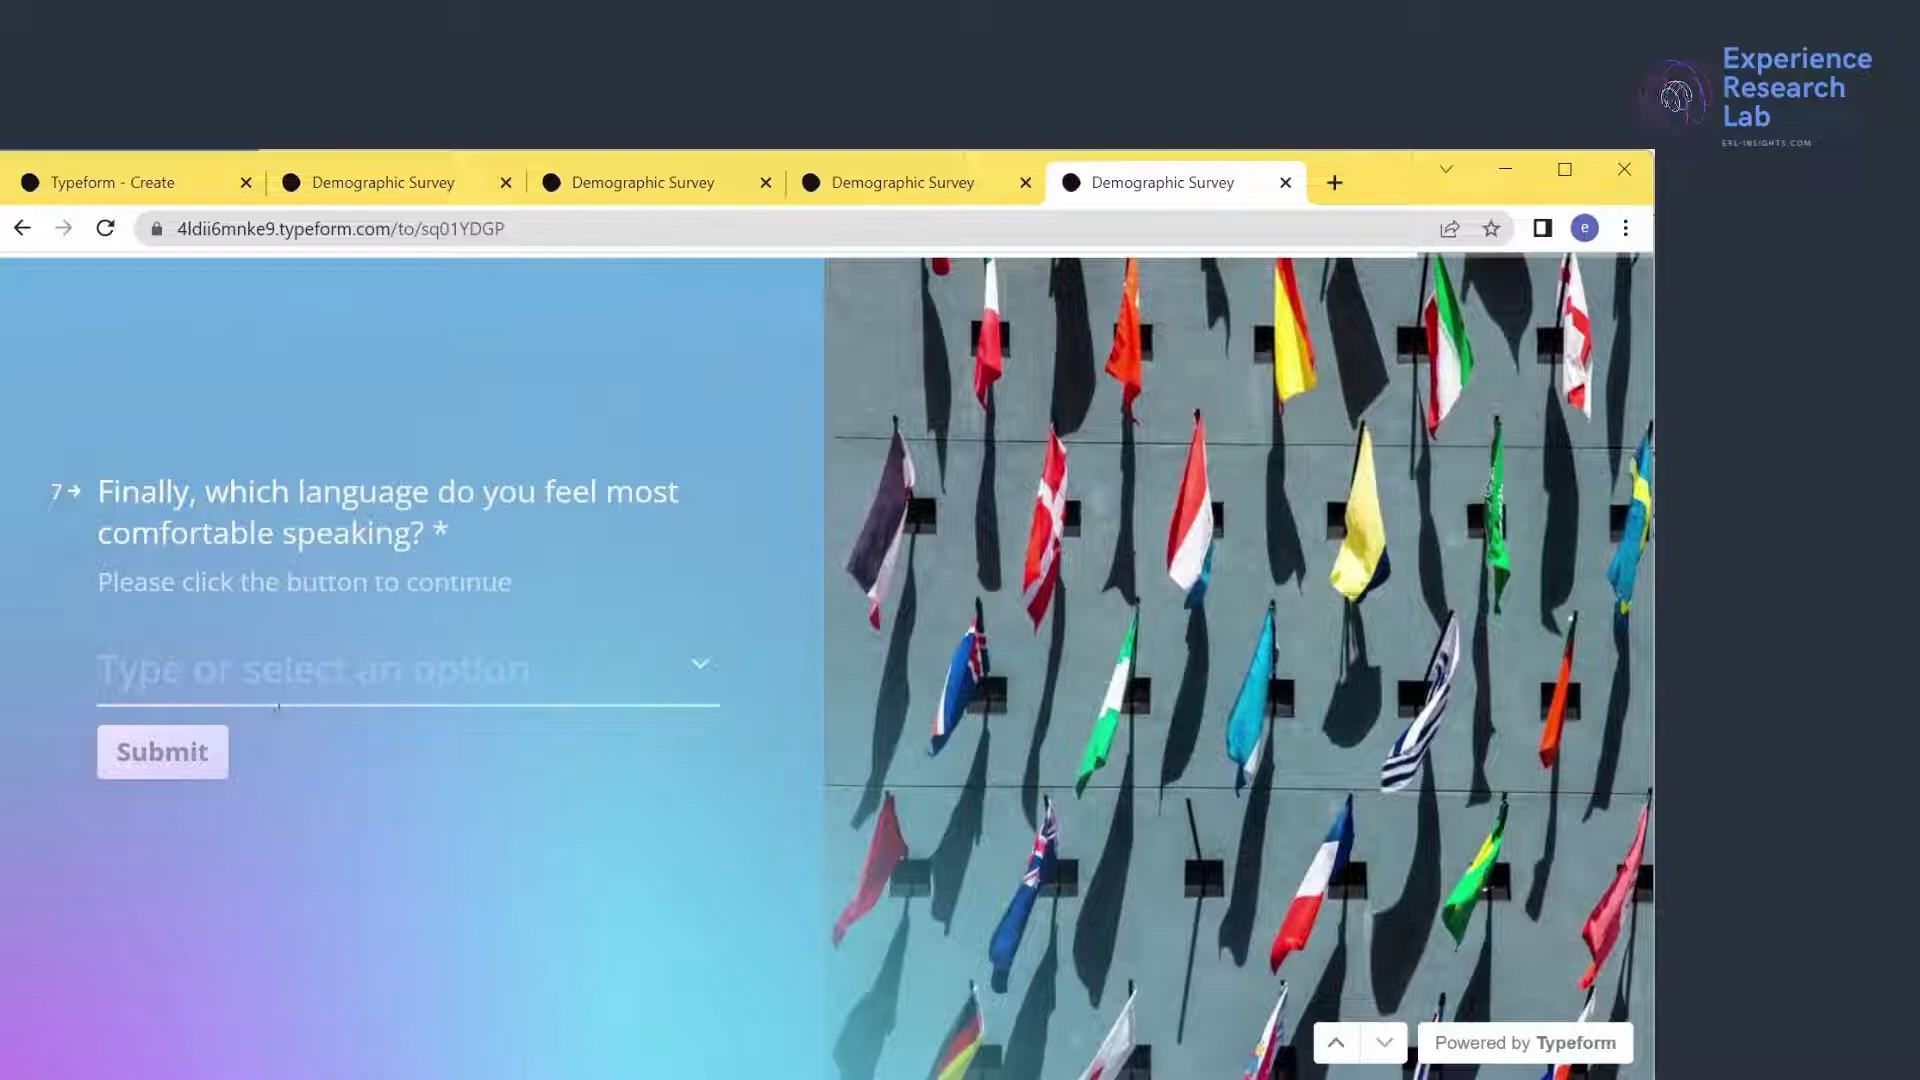 Experience
Research
Lab
ERL-INSIGHTS.COM
Typeform - Create
Demographic Survey
Demographic Survey
Demographic Survey
Demographic Survey
4ldii6mnke9.typeform.com/to/sq01YDGP
e
7 Finally, which language do you feel most
comfortable speaking? *
Please click the button to continue
Type or select an option
Submit
Powered by Typeform